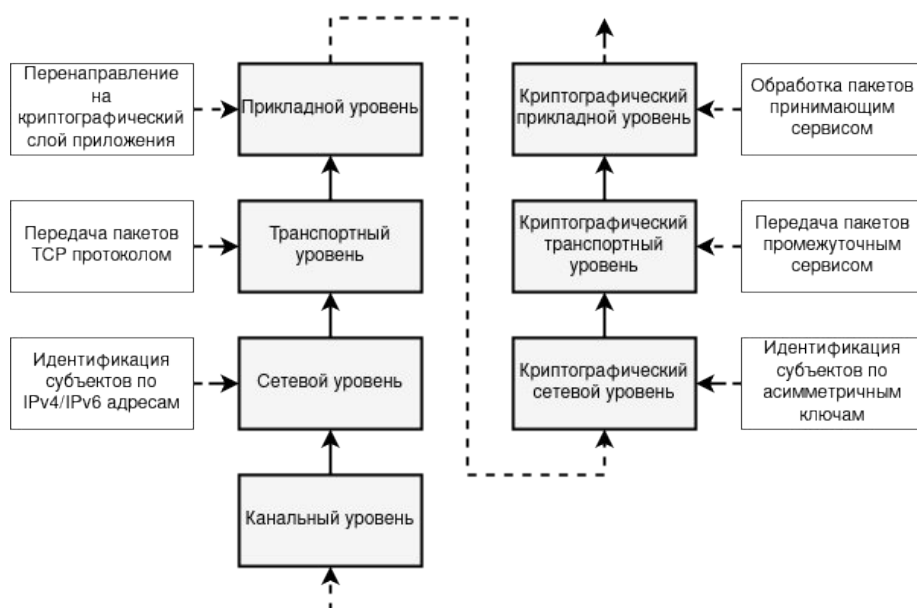 Перенаправление
на
криптографический
слой приложения
Прикладной уровень
Криптографический
прикладной уровень
Обработка пакетов
принимающим
сервисом
Передача пакетов
TCP протоколом
Транспортный
уровень
Криптографический
транспортный
уровень
Передача пакетов
промежуточным
сервисом
Идентификация
субъектов по
IPv4/IPv6 адресам
Сетевой уровень
Криптографический
сетевой уровень
Идентификация
субъектов по
асимметричным
ключам
Канальный уровень